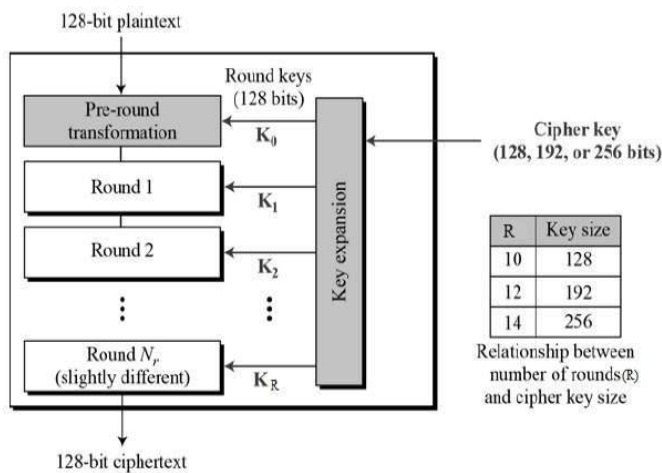 128-bit plaintext
Round keys
(128 bits)
Pre-round
transformation
K0
Cipher key
(128, 192, or 256 bits)
Round 1
K1
Round 2
K2
Key expansion
R Key size
10 128
12 192
14 256
Round Nr
(slightly different)
KR
Relationship between
number of rounds(R)
and cipher key size
128-bit ciphertext